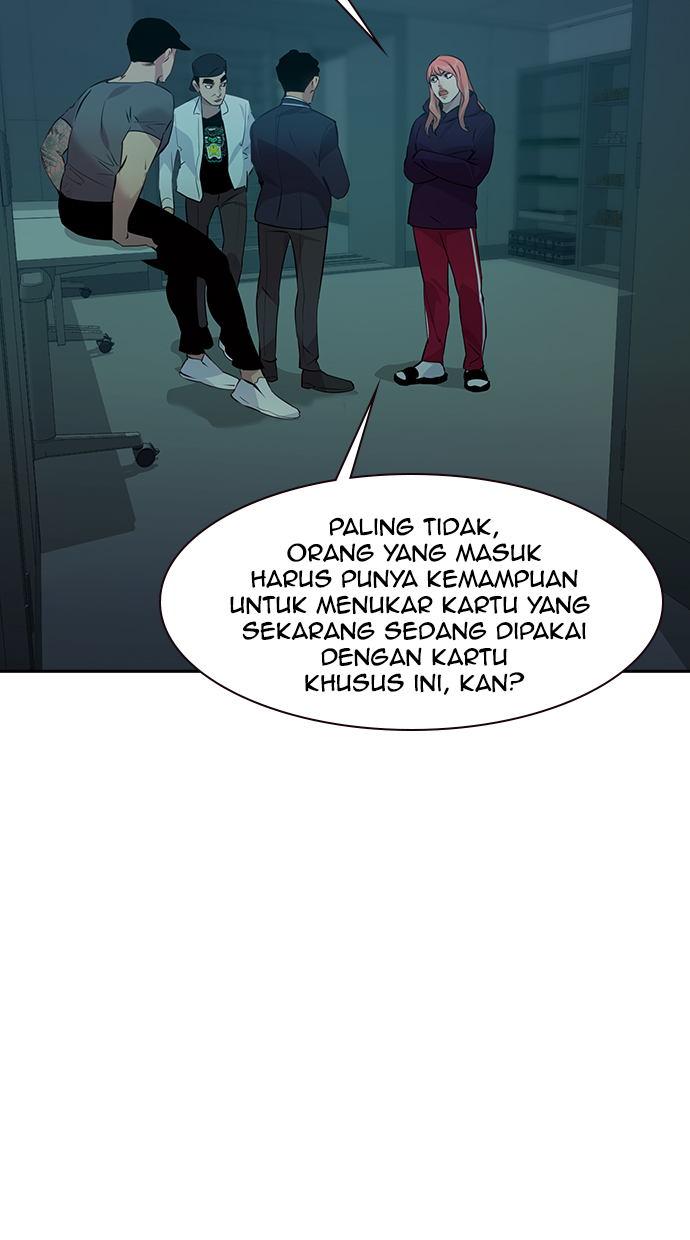 PALING TIDAK,
ORANG YANG MASUK
HARUS PUNYA KEMAMPUAN
UNTUK MENUKAR KARTU YANG
SEKARANG SEDANG DIPAKAI
DENGAN KARTU
KHUSUS INI, KAN?